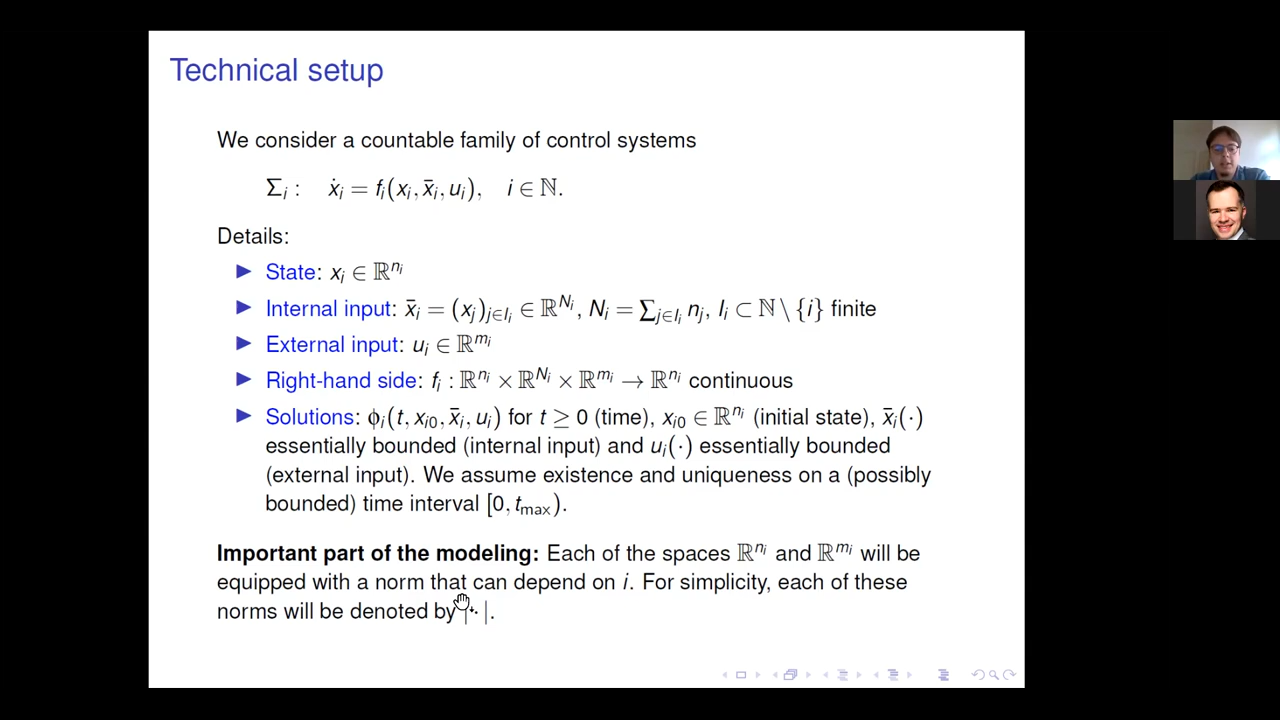 Technical setup
We consider a countable family of control systems
Σᵢ : ẋᵢ = fᵢ(xᵢ, x̄ᵢ, uᵢ), i ∈ ℕ.
Details:
▶ State: xᵢ ∈ ℝ^{nᵢ}
▶ Internal input: x̄ᵢ = (xⱼ)_{j∈Iᵢ} ∈ ℝ^{Nᵢ}, Nᵢ = ∑_{j∈Iᵢ} nⱼ, Iᵢ ⊂ ℕ \ {i} finite
▶ External input: uᵢ ∈ ℝ^{mᵢ}
▶ Right-hand side: fᵢ : ℝ^{nᵢ} × ℝ^{Nᵢ} × ℝ^{mᵢ} → ℝ^{nᵢ} continuous
▶ Solutions: ϕᵢ(t, xᵢ₀, x̄ᵢ, uᵢ) for t ≥ 0 (time), xᵢ₀ ∈ ℝ^{nᵢ} (initial state), x̄ᵢ(·)
essentially bounded (internal input) and uᵢ(·) essentially bounded
(external input). We assume existence and uniqueness on a (possibly
bounded) time interval [0, t_{max}).
Important part of the modeling: Each of the spaces ℝ^{nᵢ} and ℝ^{mᵢ} will be
equipped with a norm that can depend on i. For simplicity, each of these
norms will be denoted by |·|.